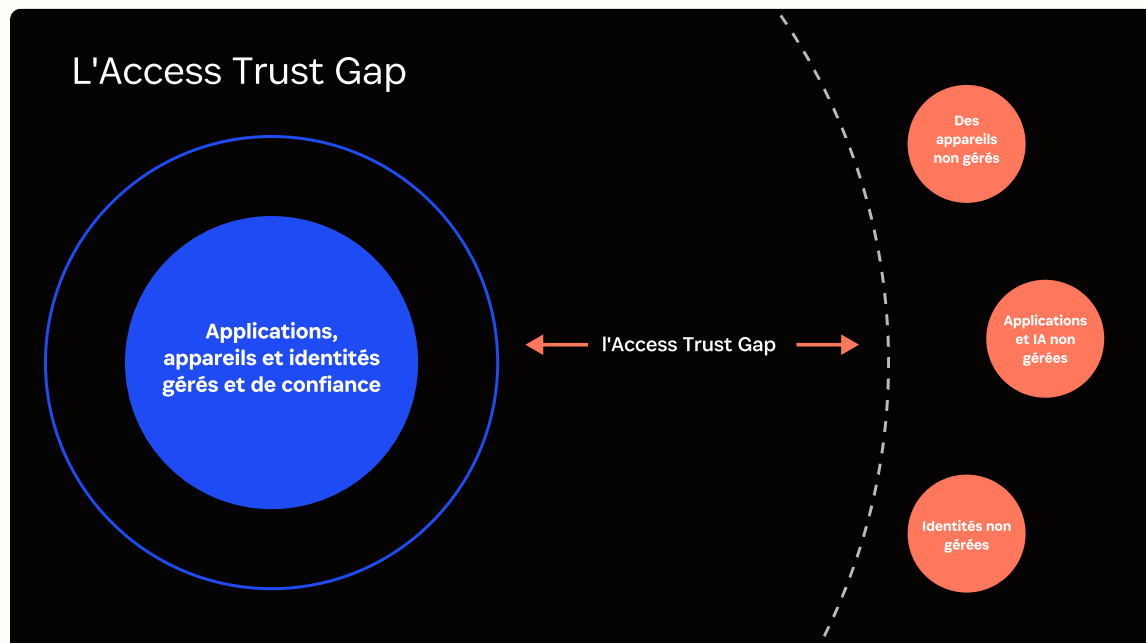 L'Access Trust Gap
Applications,
appareils et identités
gérés et de confiance
l'Access Trust Gap
Des
appareils
non gérés
Applications
et IA non
gérées
Identités non
gérées